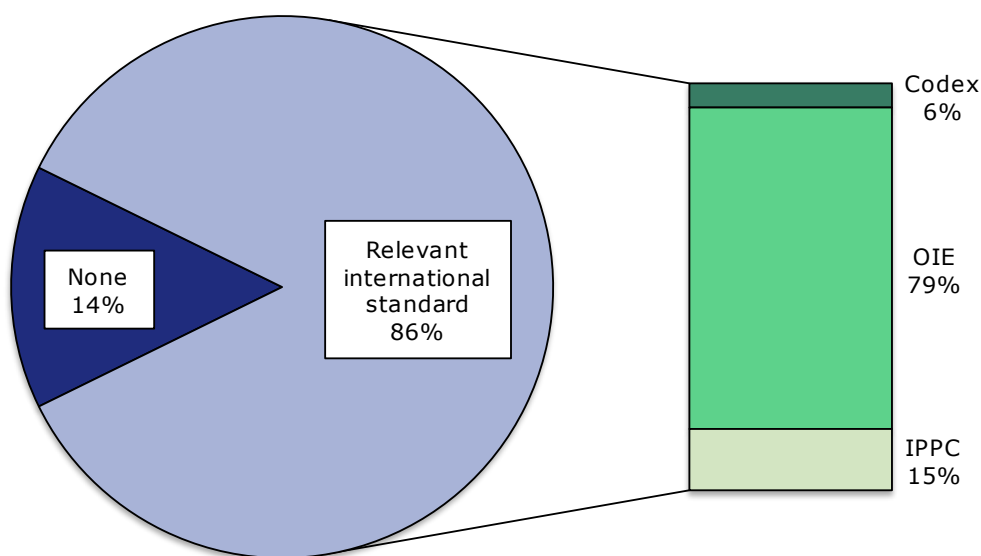 None
14%
Relevant
international
standard
86%
Codex
6%
OIE
79%
IPPC
15%